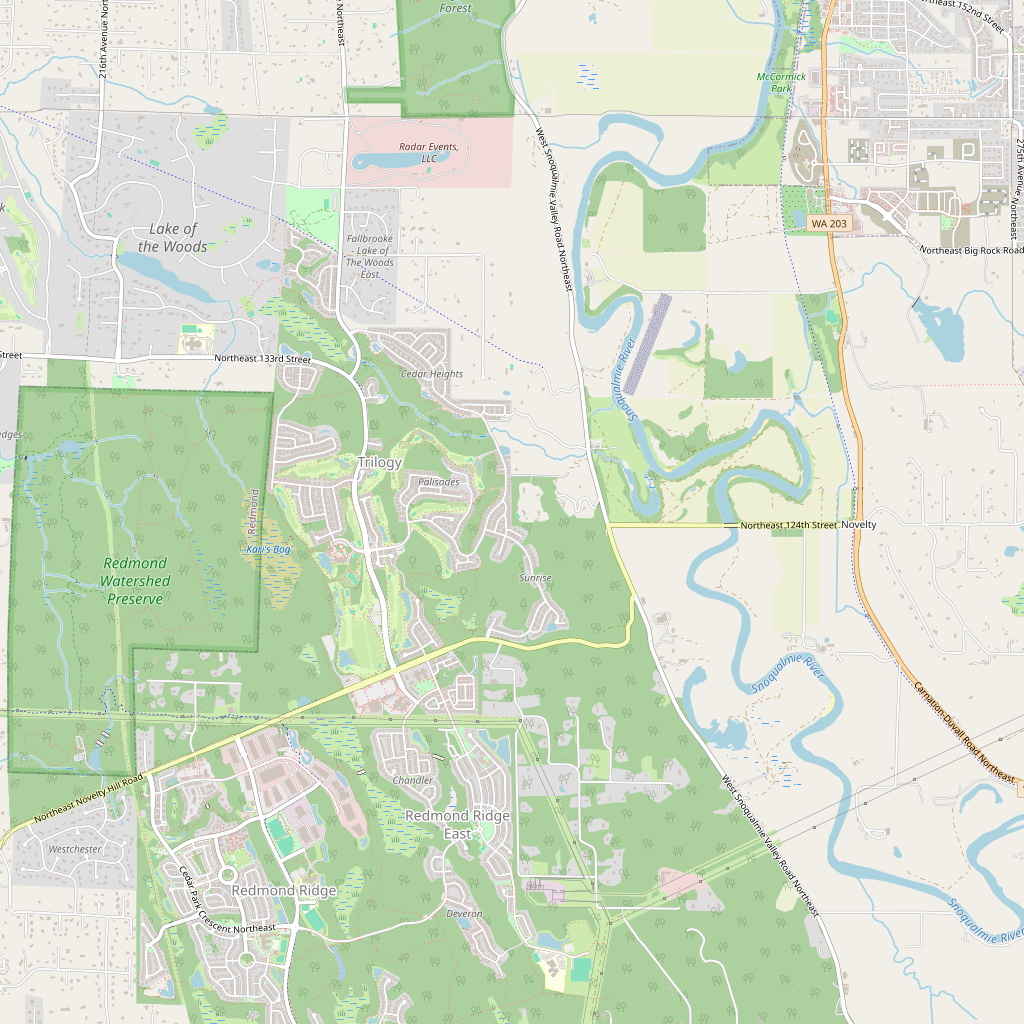 Forest
Northeast 152nd Street
216th Avenue Nort
Northeast
McCormick
Park
275th Avenue Northeast
Radar Events,
LLC
West Snoqualmie Valley Road Northeast
WA 203
Lake of
the Woods
Fallbrooke
- Lake of
The Woods
East
Northeast Big Rock Road
Snoqualmie River
Street
Northeast 133rd Street
Cedar Heights
Trilogy
Palisades
Redmond
Northeast 124th Street
Novelty
Kari's Bog
Redmond
Watershed
Preserve
Sunrise
Snoqualmie River
Carnation-Duvall Road Northeast
Northeast Novelty Hill Road
Chandler
West Snoqualmie Valley Road Northeast
Redmond Ridge
East
Westchester
Cedar Park Crescent Northeast
Redmond Ridge
Deveron
Snoqualmie River